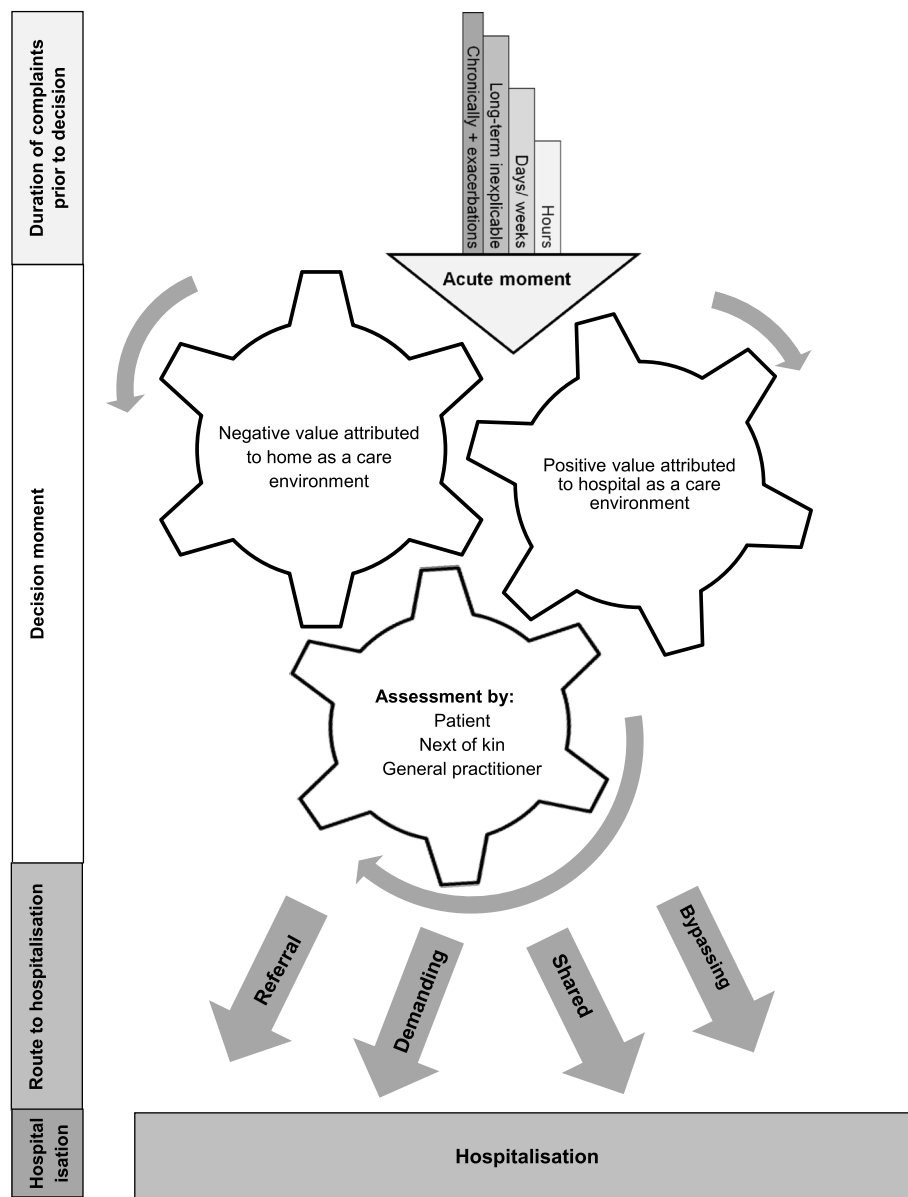 Duration of complaints
prior to decision
Chronically + exacerbations
Long-term inexplicable
Days/ weeks
Hours
Acute moment
Decision moment
Negative value attributed
to home as a care
environment
Positive value attributed
to hospital as a care
environment
Assessment by:
Patient
Next of kin
General practitioner
Route to hospitalisation
Referral
Demanding
Shared
Bypassing
Hospital
isation
Hospitalisation